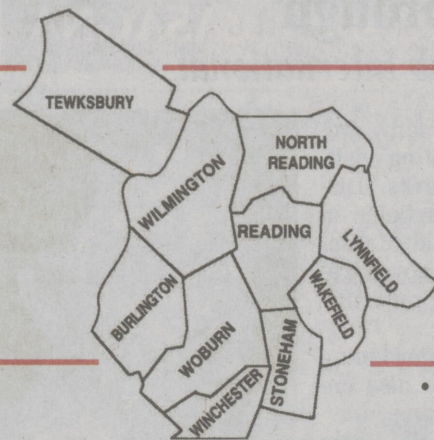 TEWKSBURY
NORTH
READING
WILMINGTON
READING
LYNNFIELD
BURLINGTON
WAKEFIELD
WOBURN
STONEHAM
WINCHESTER